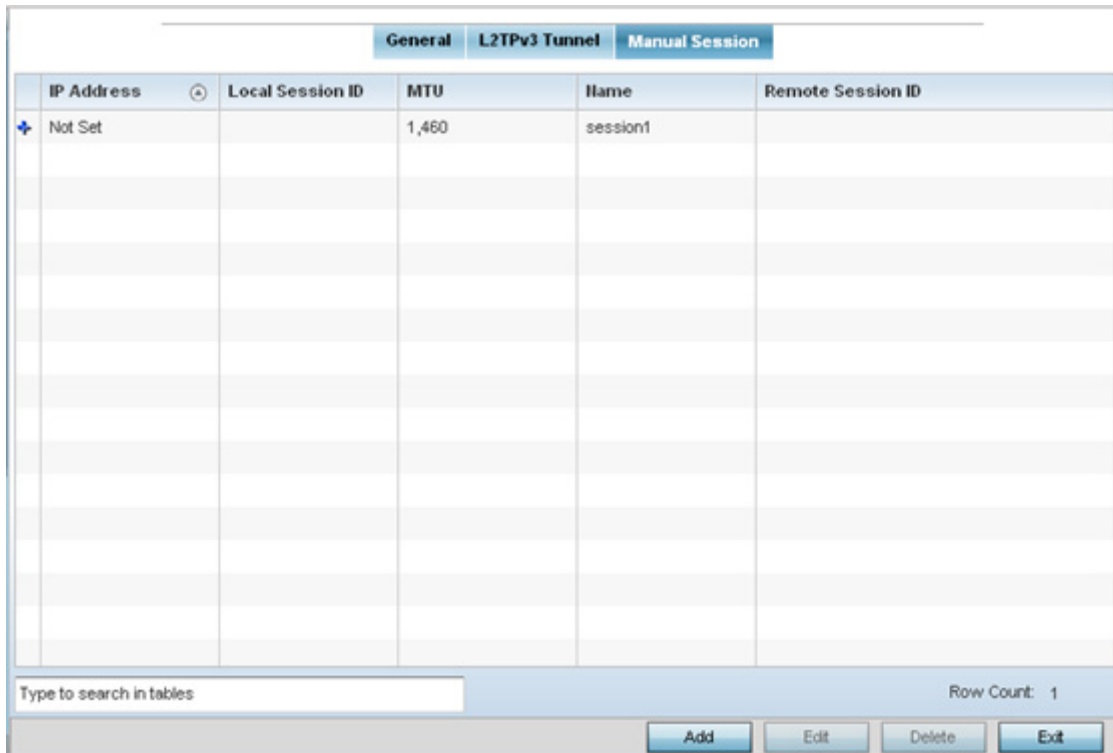 General L2TPv3 Tunnel Manual Session
IP Address Local Session ID MTU Name Remote Session ID
Not Set 1,460 session1
Type to search in tables Row Count: 1
Add Edit Delete Exit